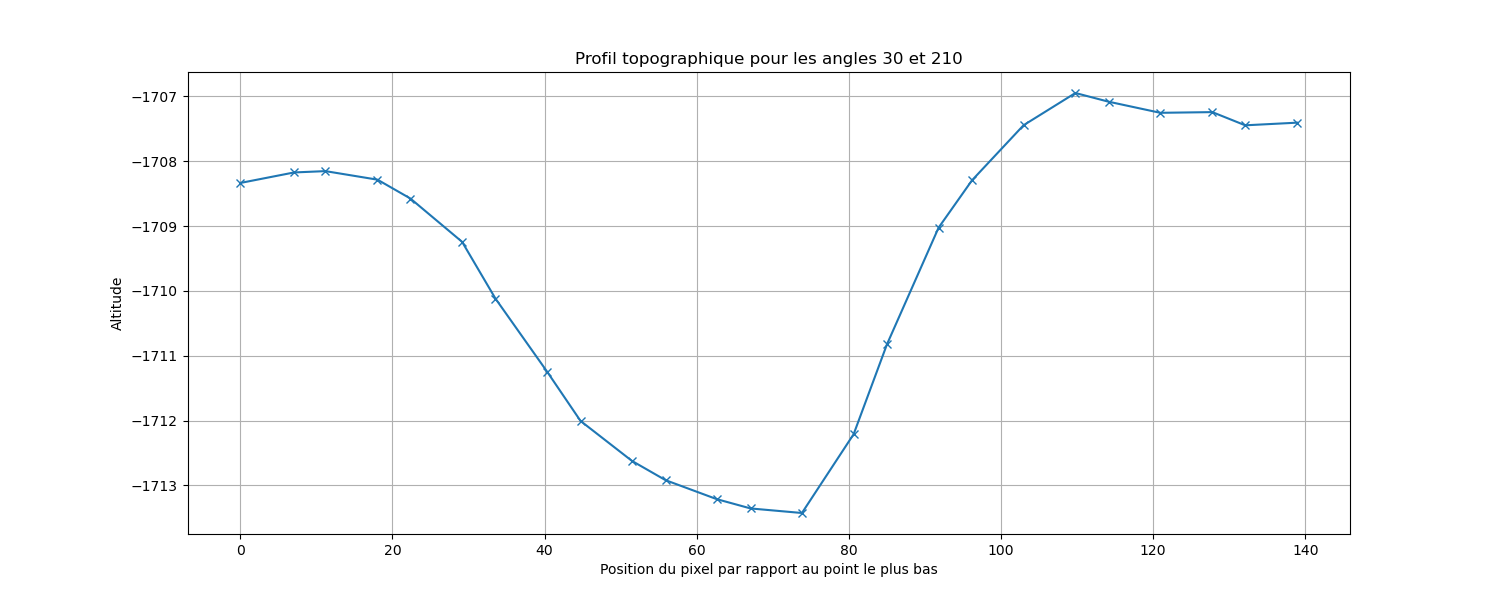 Profil topographique pour les angles 30 et 210
Altitude
−1707
−1708
−1709
−1710
−1711
−1712
−1713
0 20 40 60 80 100 120 140
Position du pixel par rapport au point le plus bas